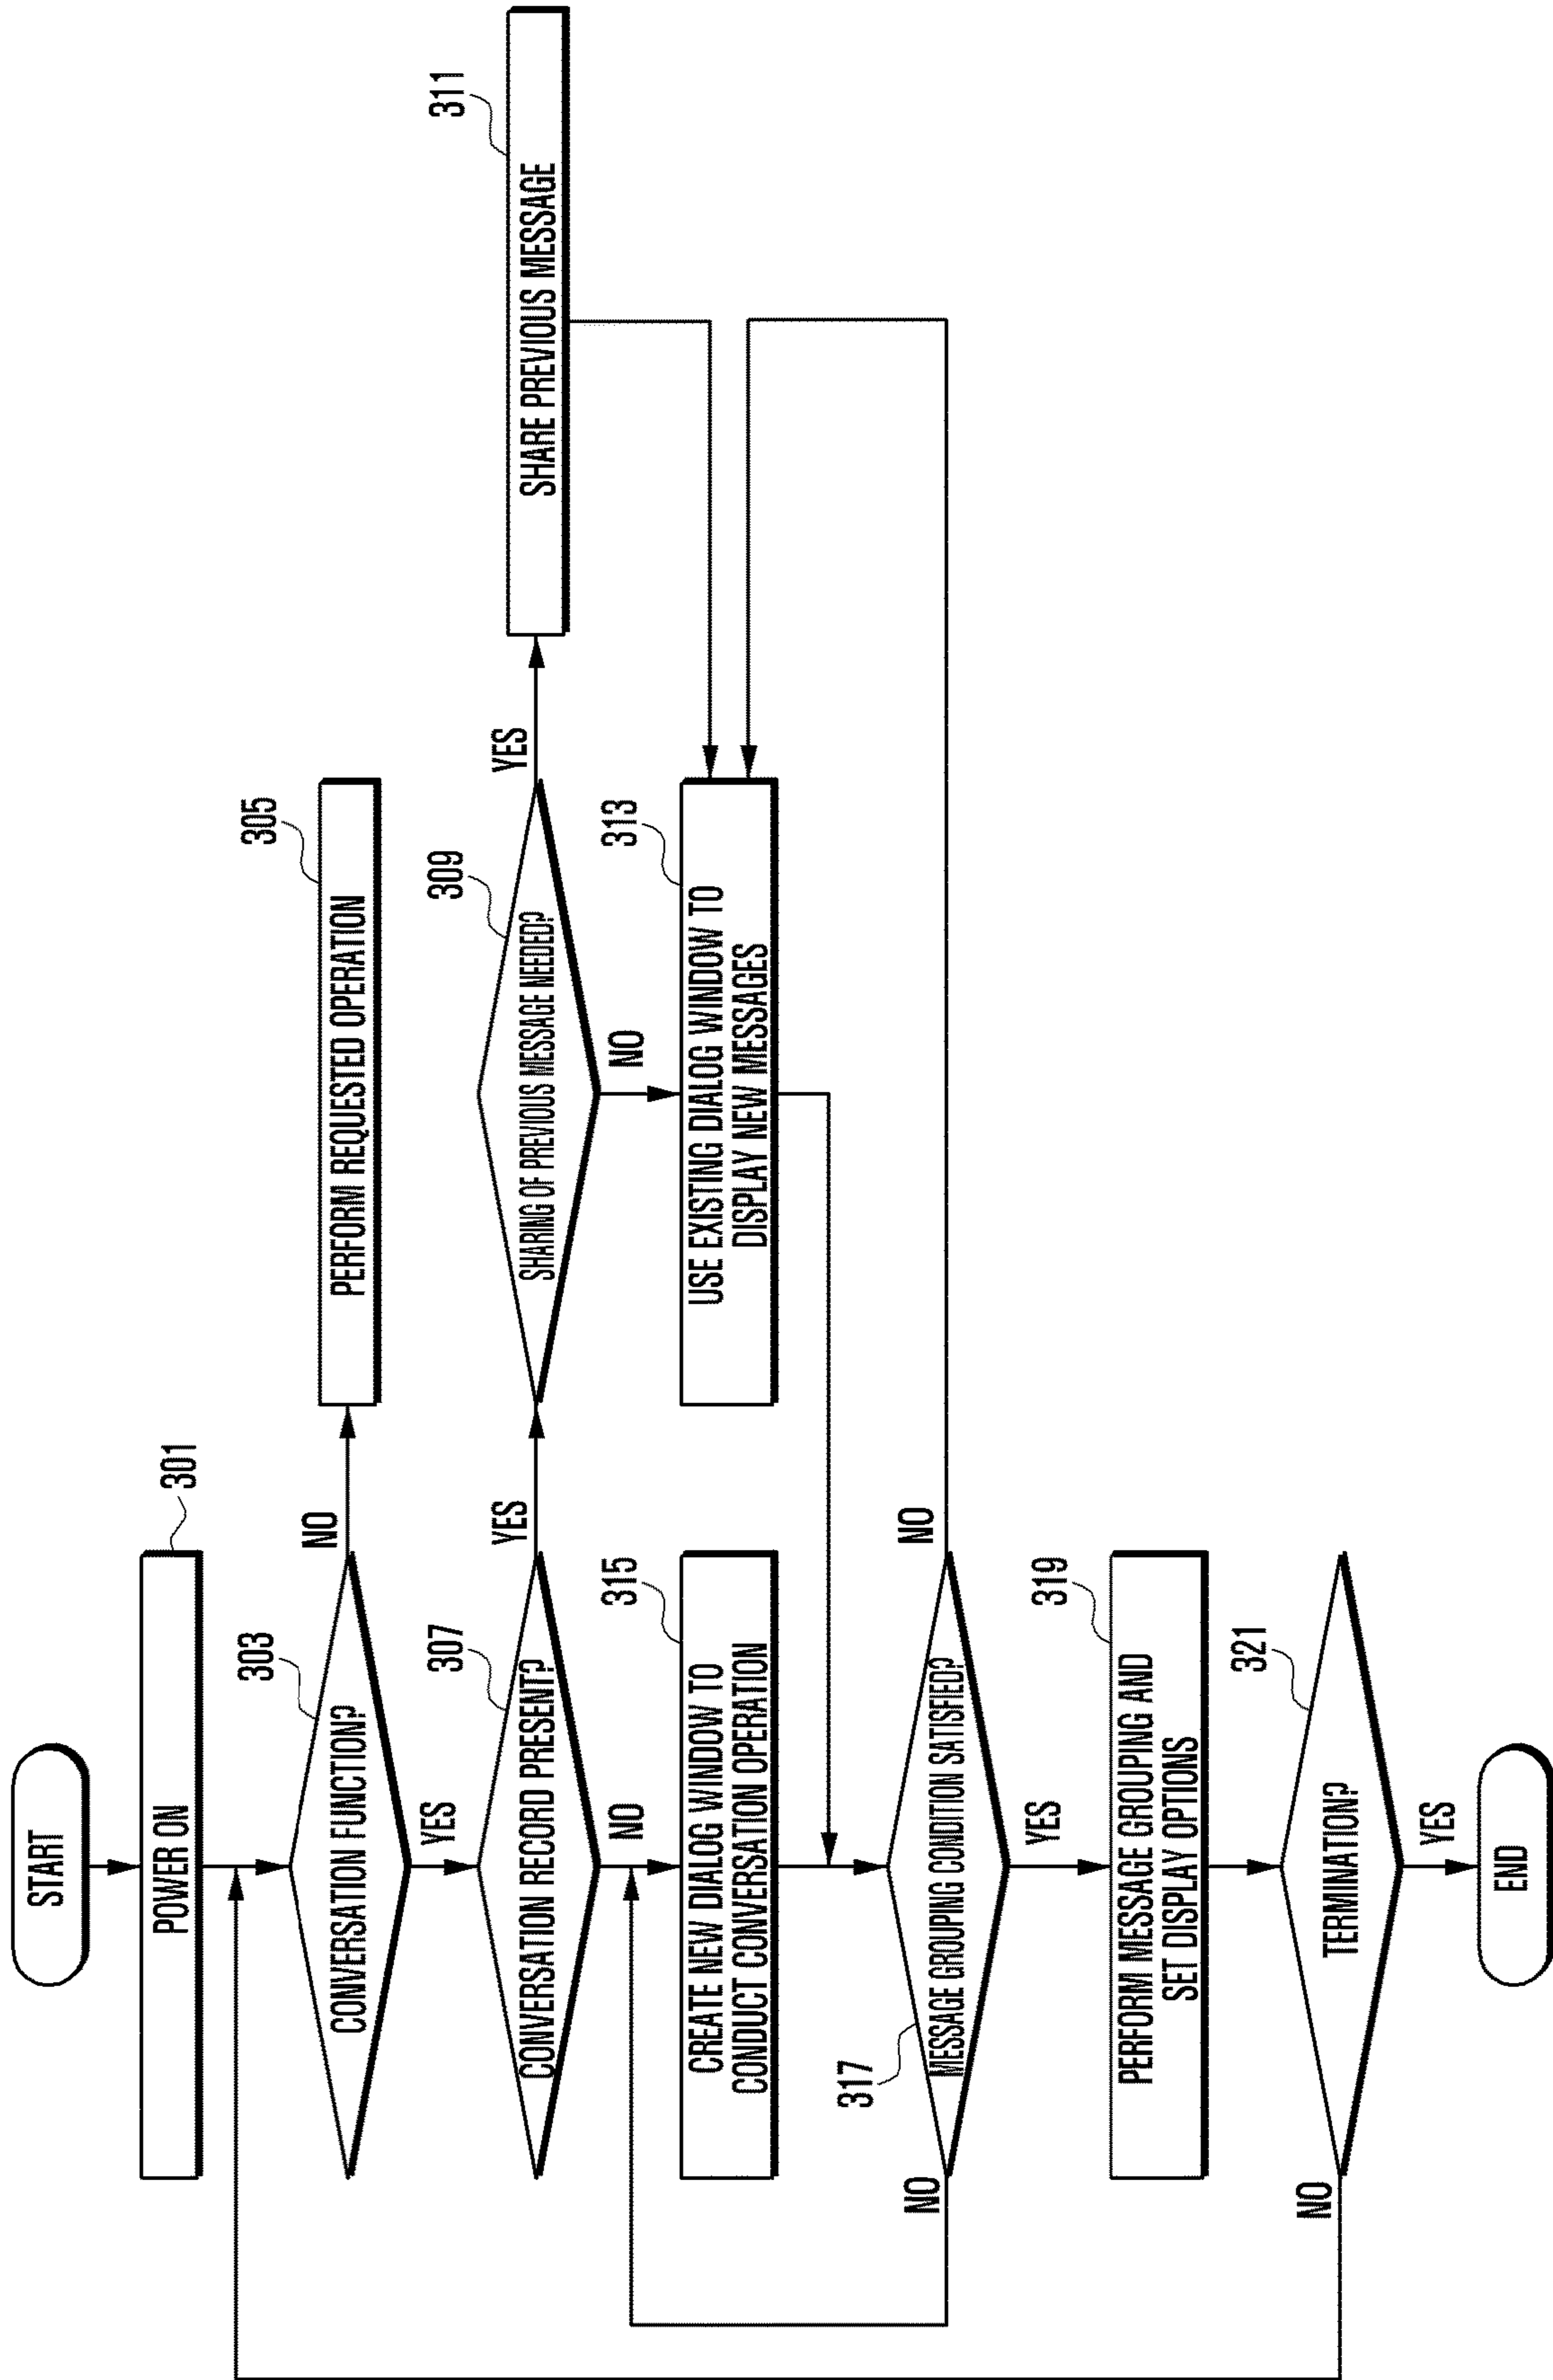 START
POWER ON
301
CONVERSATION FUNCTION?
303
NO
PERFORM REQUESTED OPERATION
305
YES
CONVERSATION RECORD PRESENT?
307
YES
SHARING OF PREVIOUS MESSAGE NEEDED?
309
YES
SHARE PREVIOUS MESSAGE
311
NO
NO
CREATE NEW DIALOG WINDOW TO
CONDUCT CONVERSATION OPERATION
315
USE EXISTING DIALOG WINDOW TO
DISPLAY NEW MESSAGES
313
317
MESSAGE GROUPING CONDITION SATISFIED?
NO
NO
YES
PERFORM MESSAGE GROUPING AND
SET DISPLAY OPTIONS
319
TERMINATION?
321
NO
YES
END